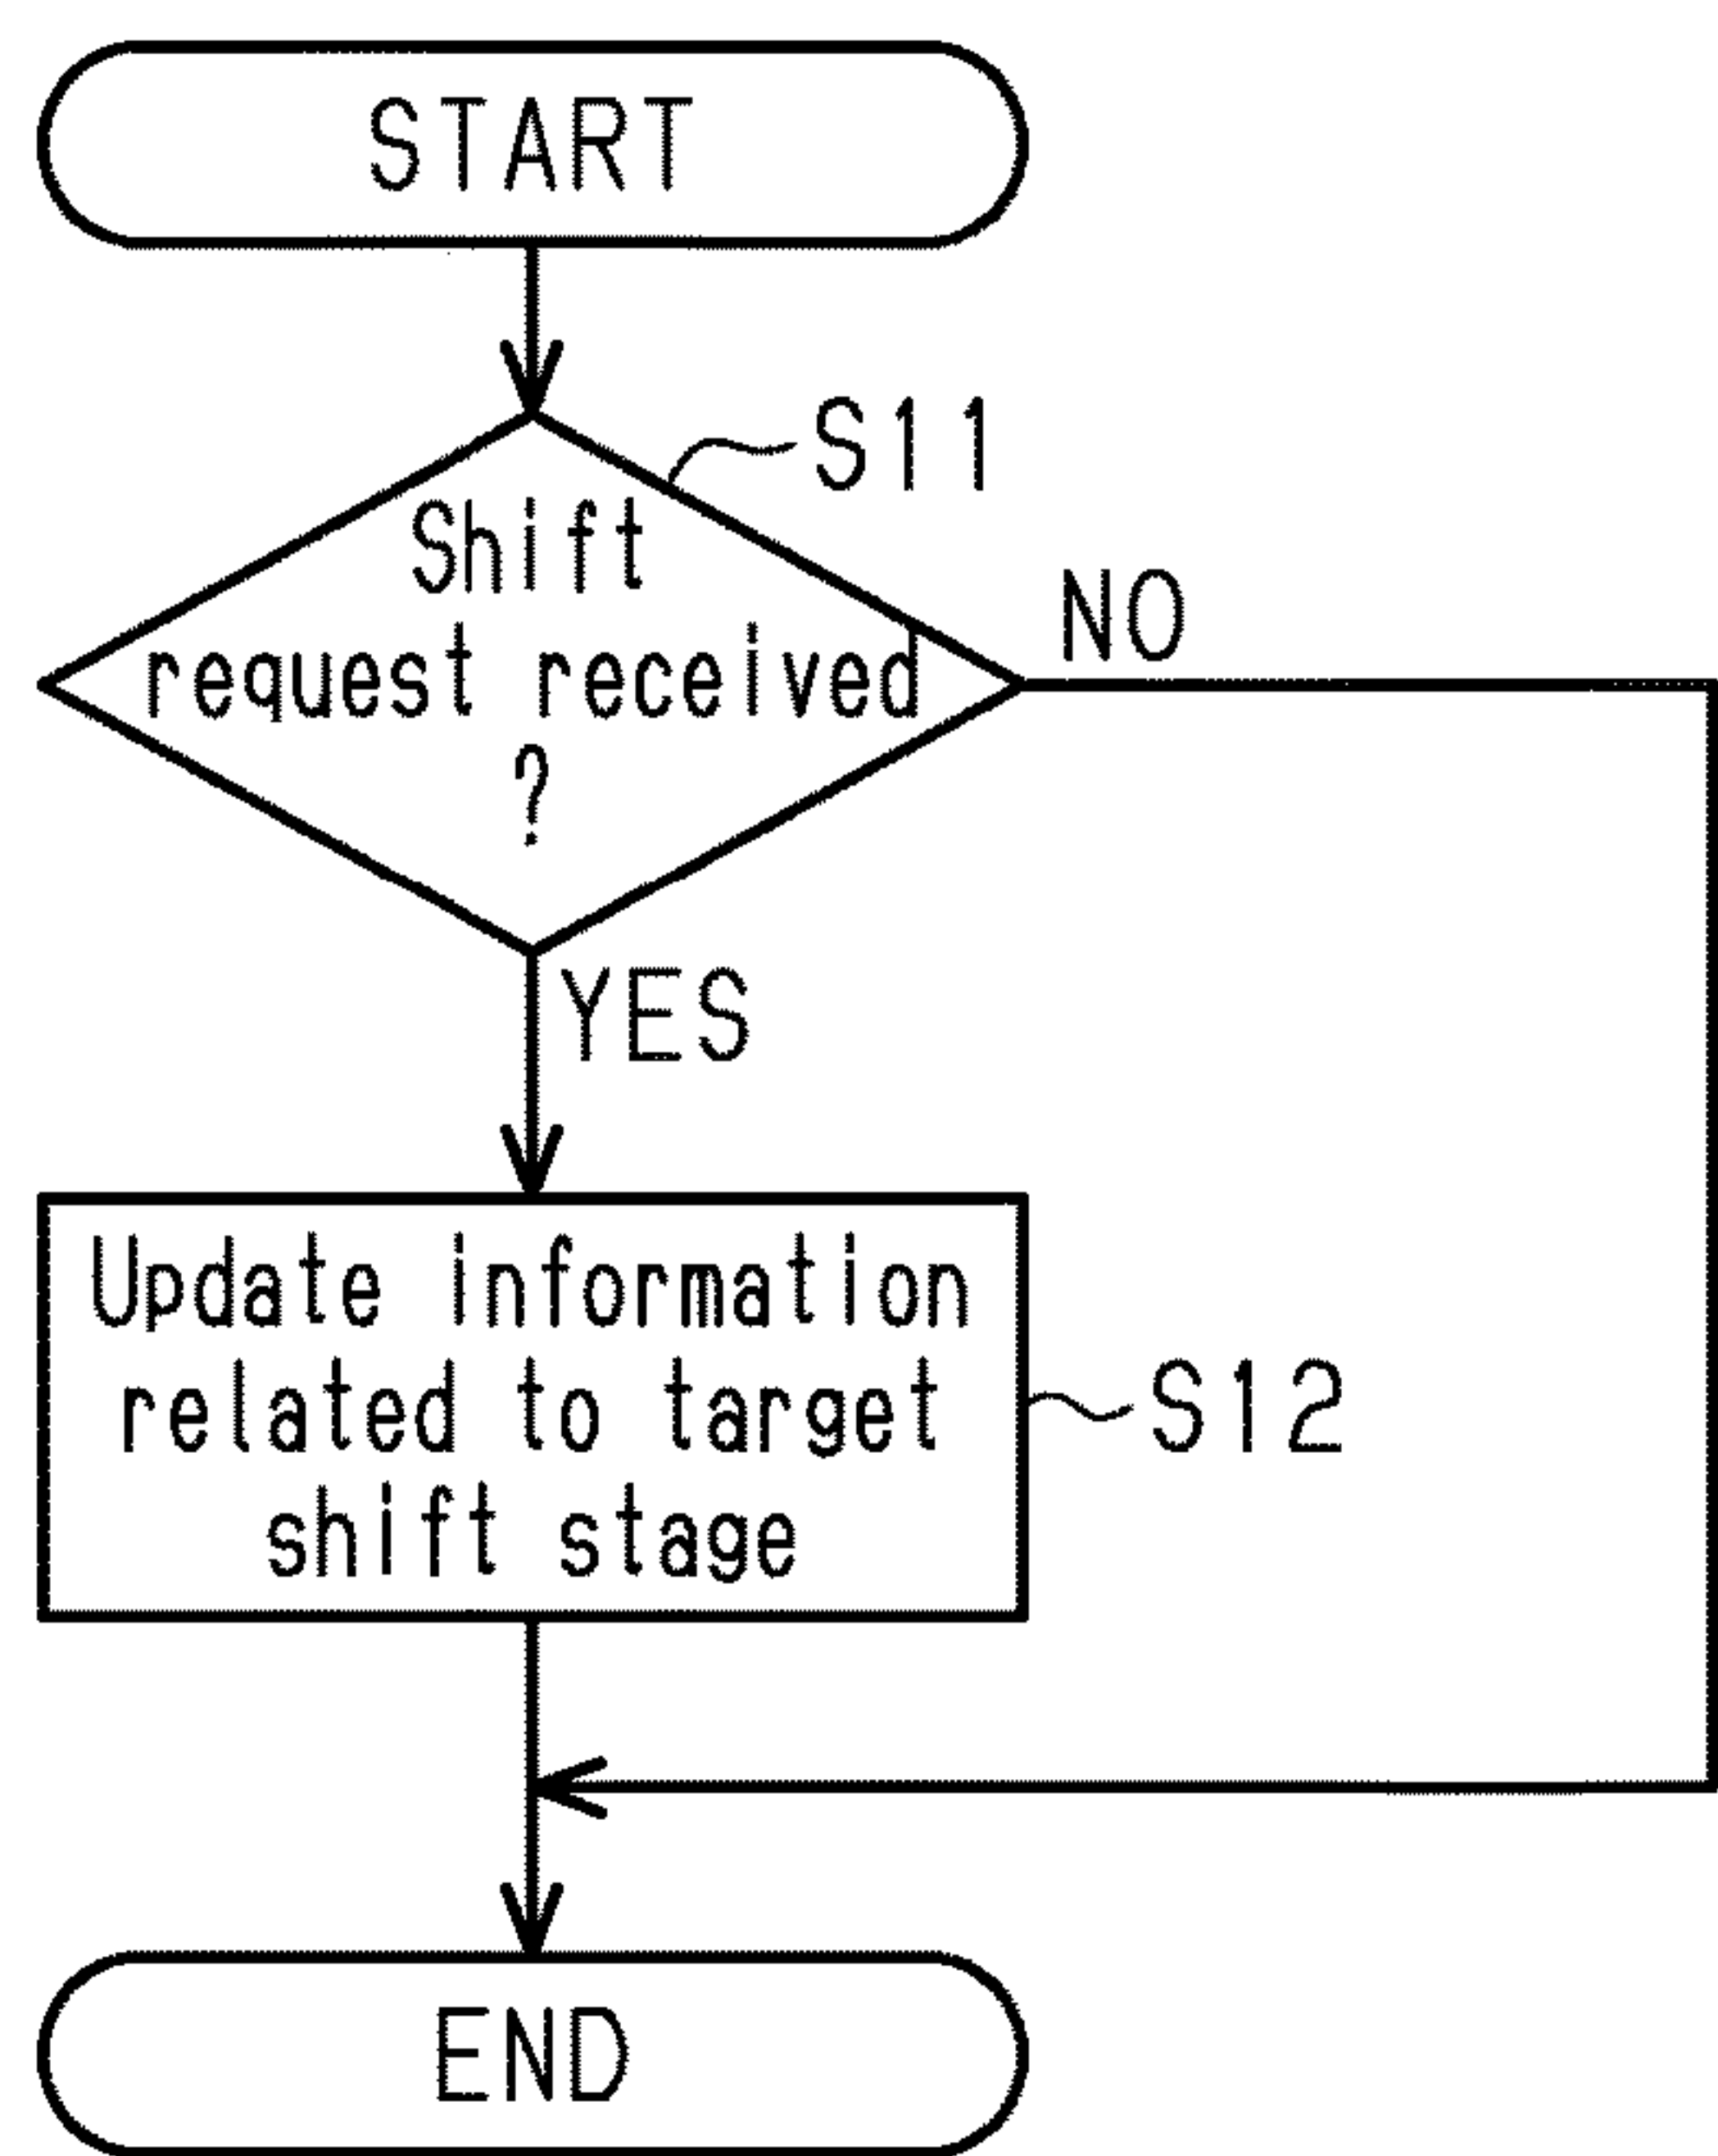 START
S11
Shift
request received
?
NO
YES
Update information
related to target
shift stage
S12
END